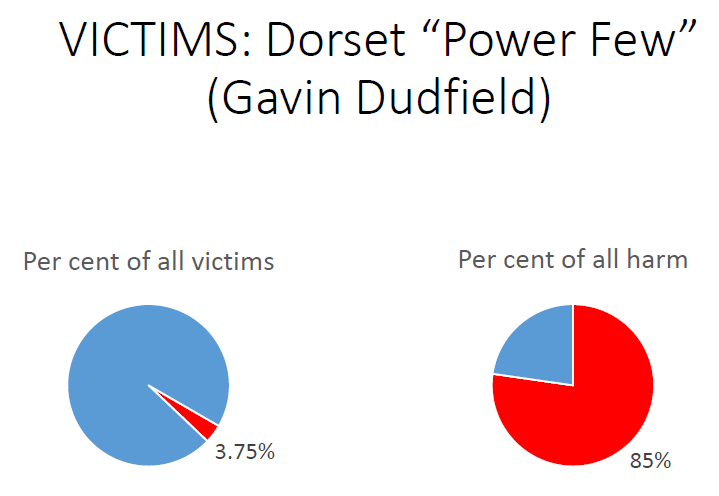 VICTIMS: Dorset “Power Few”
(Gavin Dudfield)
Per cent of all victims
3.75%
Per cent of all harm
85%